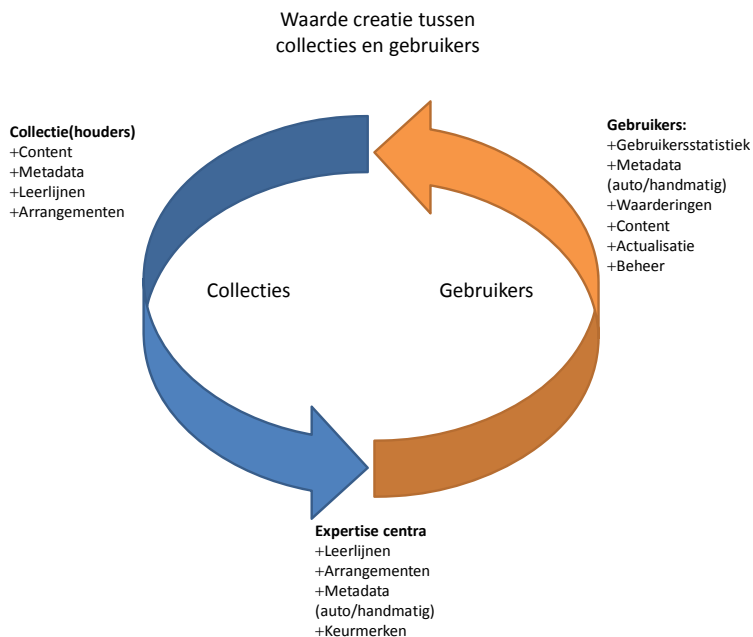 Waarde creatie tussen
collecties en gebruikers
Collectie(houders)
+Content
+Metadata
+Leerlijnen
+Arrangementen
Gebruikers:
+Gebruikersstatistiek
+Metadata
(auto/handmatig)
+Waarderingen
+Content
+Actualisatie
+Beheer
Collecties
Gebruikers
Expertise centra
+Leerlijnen
+Arrangementen
+Metadata
(auto/handmatig)
+Keurmerken